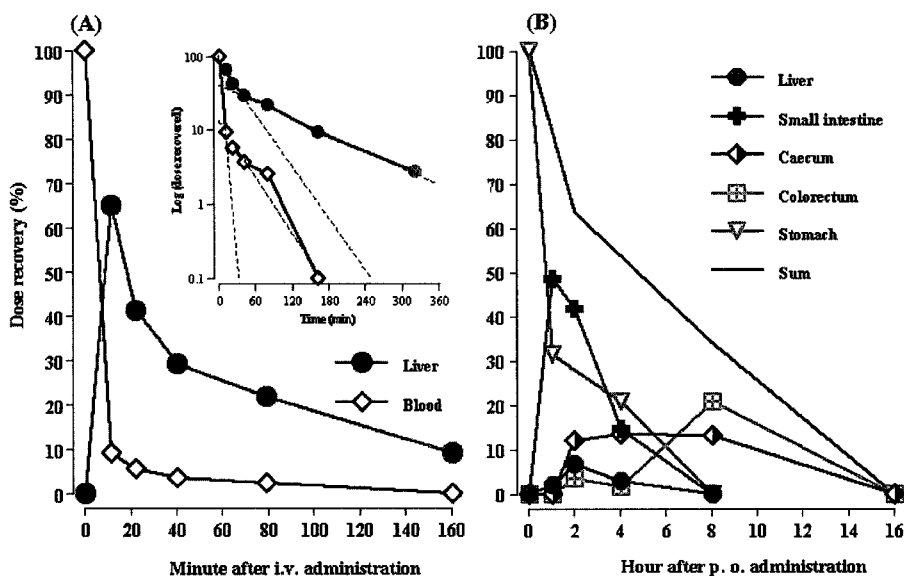 (A)
100
90
80
70
60
50
40
30
20
10
0
Dose recovery (%)
0 20 40 60 80 100 120 140 160
Minute after i.v. administration
100
10
1
0.1
Log (dose recovered)
0 60 120 180 240 300 360
Time (min.)
Liver
Blood
(B)
100
90
80
70
60
50
40
30
20
10
0
0 2 4 6 8 10 12 14 16
Hour after p. o. administration
Liver
Small intestine
Caecum
Colorectum
Stomach
Sum